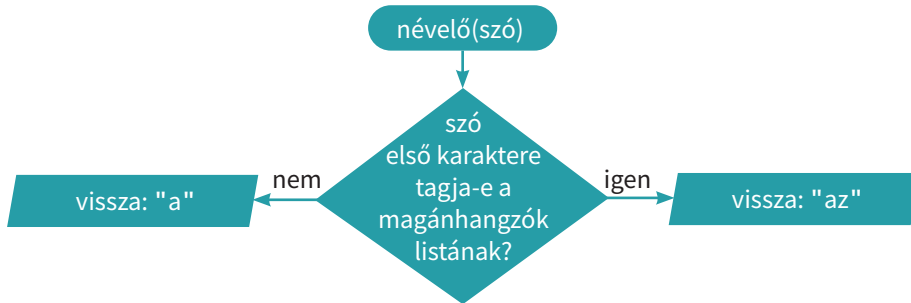 névelő(szó)
szó
első karaktere
tagja-e a
magánhangzók
listának?
nem
igen
vissza: "a"
vissza: "az"